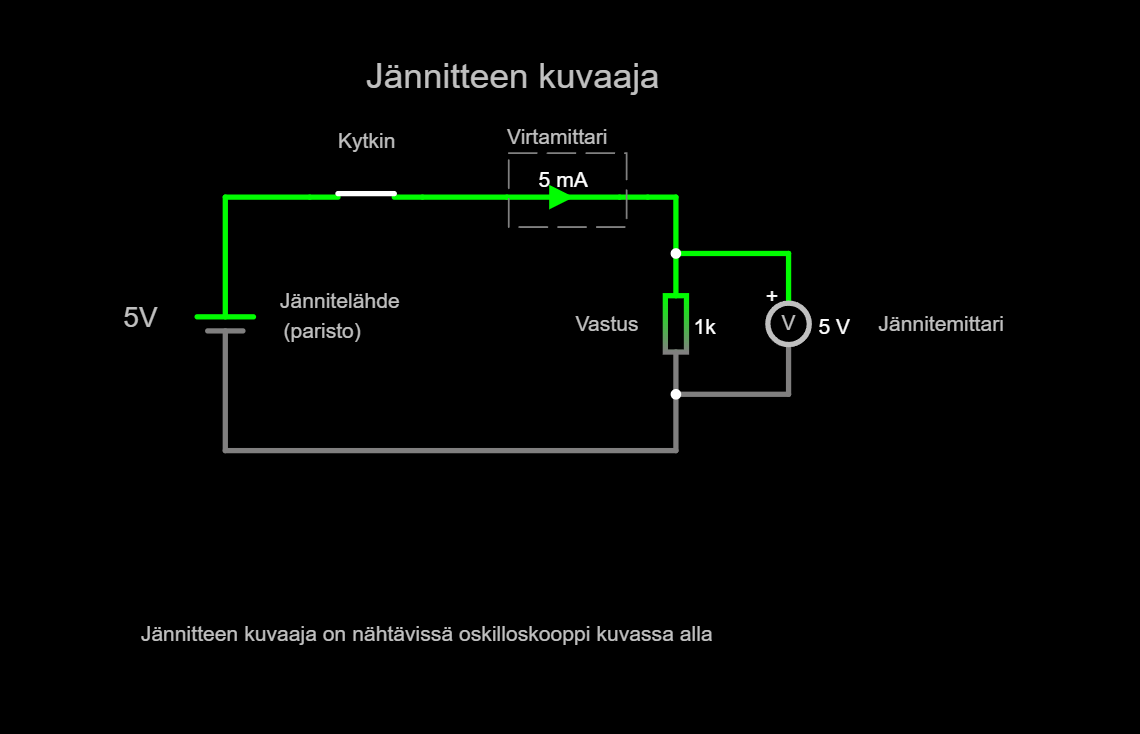 Jännitteen kuvaaja
Kytkin
Virtamittari
5 mA
5V
Jännitelähde
(paristo)
Vastus
1k
+
V
5 V
Jännitemittari
Jännitteen kuvaaja on nähtävissä oskilloskooppi kuvassa alla